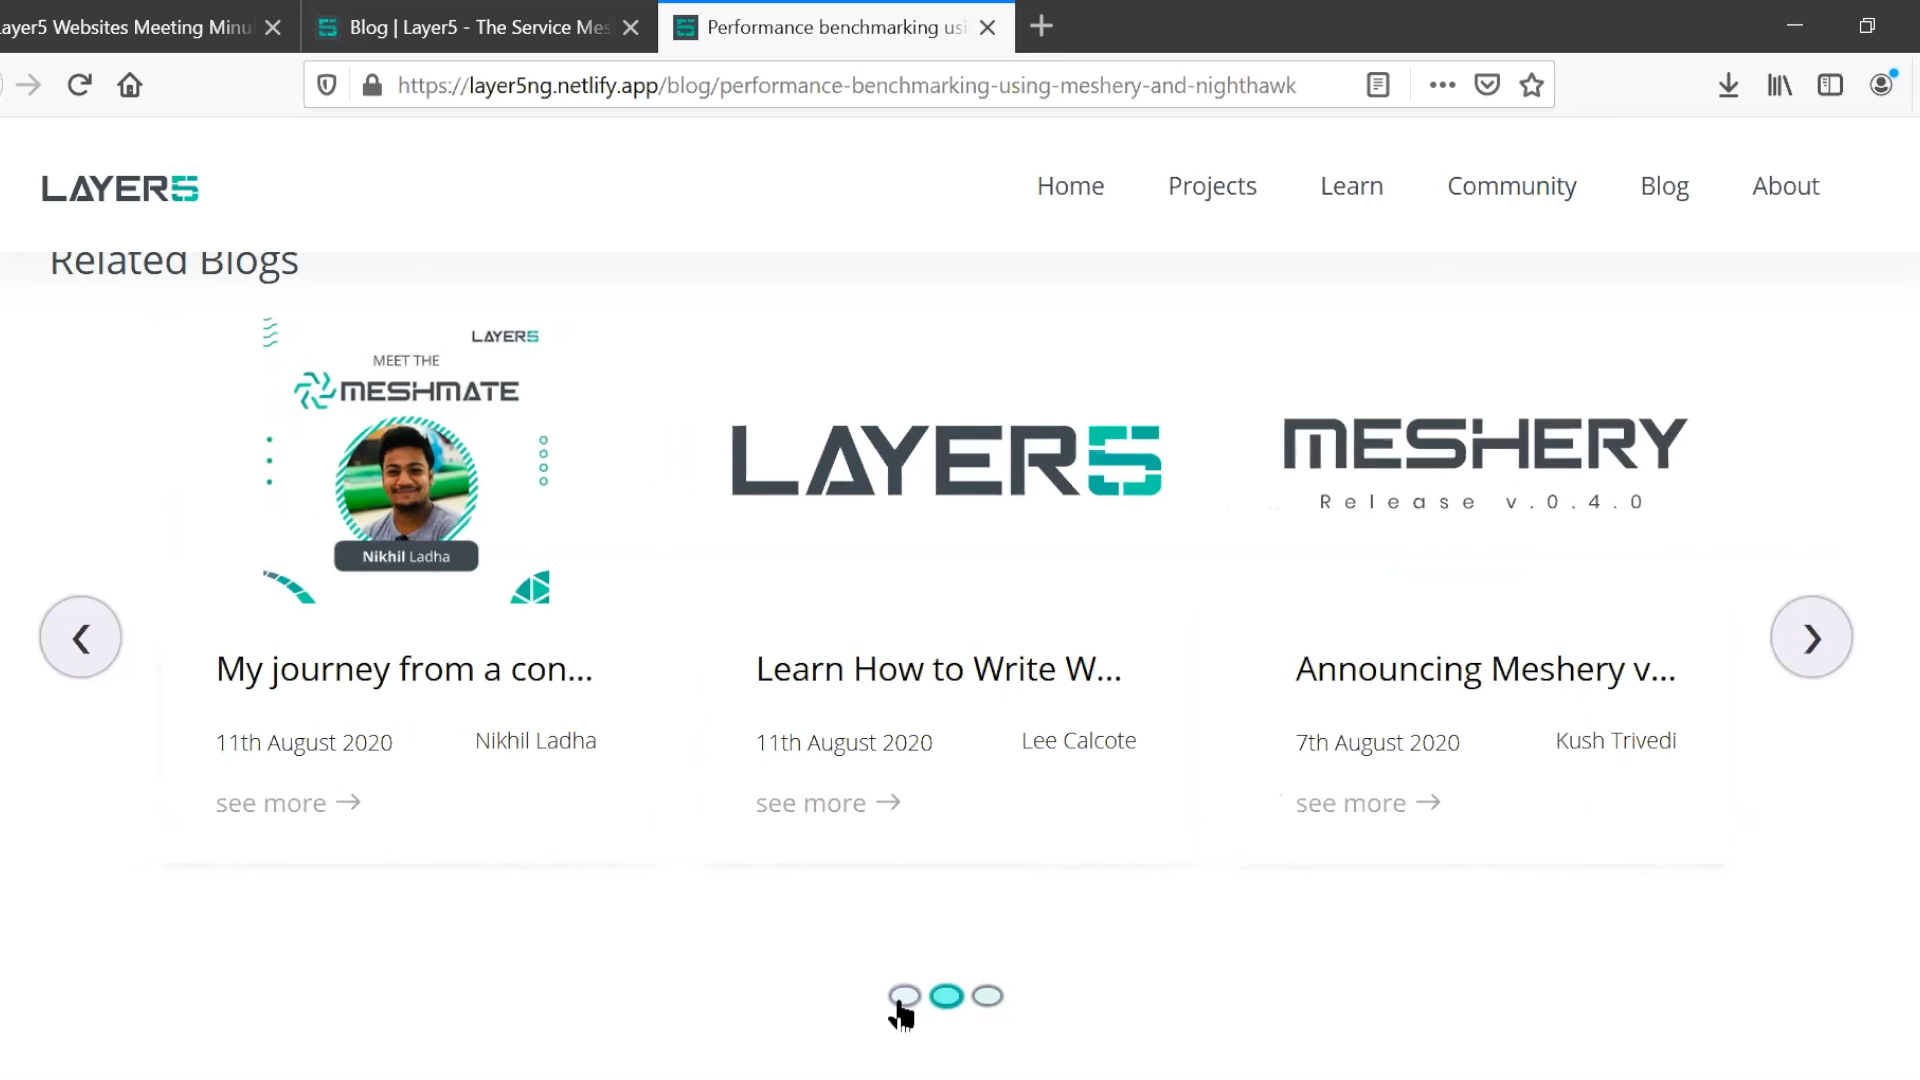 ayer5 Websites Meeting Minu
Blog | Layer5 - The Service Mes
Performance benchmarking usi
https://layer5ng.netlify.app/blog/performance-benchmarking-using-meshery-and-nighthawk
LAYER5
Home
Projects
Learn
Community
Blog
About
Related Blogs
LAYER5
MEET THE
MESHMATE
Nikhil Ladha
LAYER5
MESHERY
Release v.0.4.0
My journey from a con...
11th August 2020
Nikhil Ladha
see more →
Learn How to Write W...
11th August 2020
Lee Calcote
see more →
Announcing Meshery v...
7th August 2020
Kush Trivedi
see more →